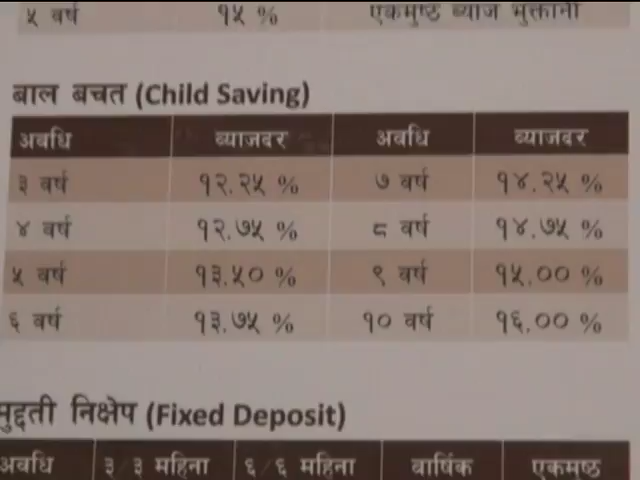 ५ वर्ष १५ % एकमुष्ठ ब्याज भुक्तानी
बाल बचत (Child Saving)
अवधि ब्याजदर अवधि ब्याजदर
३ वर्ष १२.२५ % ७ वर्ष १४.२५ %
४ वर्ष १२.७५ % ८ वर्ष १४.७५ %
५ वर्ष १३.५० % ९ वर्ष १५.०० %
६ वर्ष १३.७५ % १० वर्ष १६.०० %
मुद्दती निक्षेप (Fixed Deposit)
अवधि ३/३ महिना ६/६ महिना बार्षिक एकमुष्ठ